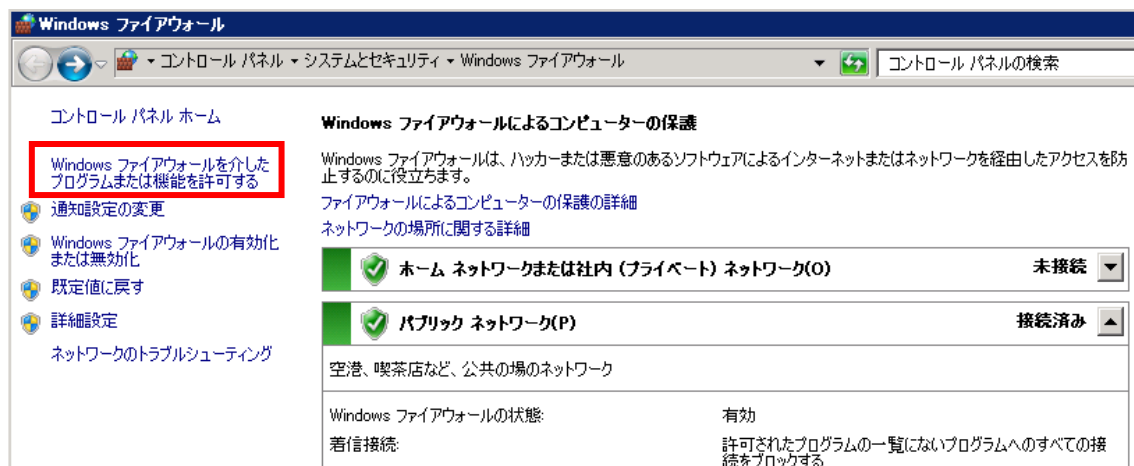 Windows ファイアウォール
コントロール パネル
システムとセキュリティ
Windows ファイアウォール
コントロール パネルの検索
コントロール パネル ホーム
Windows ファイアウォールを介した
プログラムまたは機能を許可する
通知設定の変更
Windows ファイアウォールの有効化
または無効化
既定値に戻す
詳細設定
ネットワークのトラブルシューティング
Windows ファイアウォールによるコンピューターの保護
Windows ファイアウォールは、ハッカーまたは悪意のあるソフトウェアによるインターネットまたはネットワークを経由したアクセスを防
止するのに役立ちます。
ファイアウォールによるコンピューターの保護の詳細
ネットワークの場所に関する詳細
ホーム ネットワークまたは社内 (プライベート) ネットワーク(O)
未接続
パブリック ネットワーク(P)
接続済み
空港、喫茶店など、公共の場のネットワーク
Windows ファイアウォールの状態:
有効
着信接続:
許可されたプログラムの一覧にないプログラムへのすべての接
続をブロックする